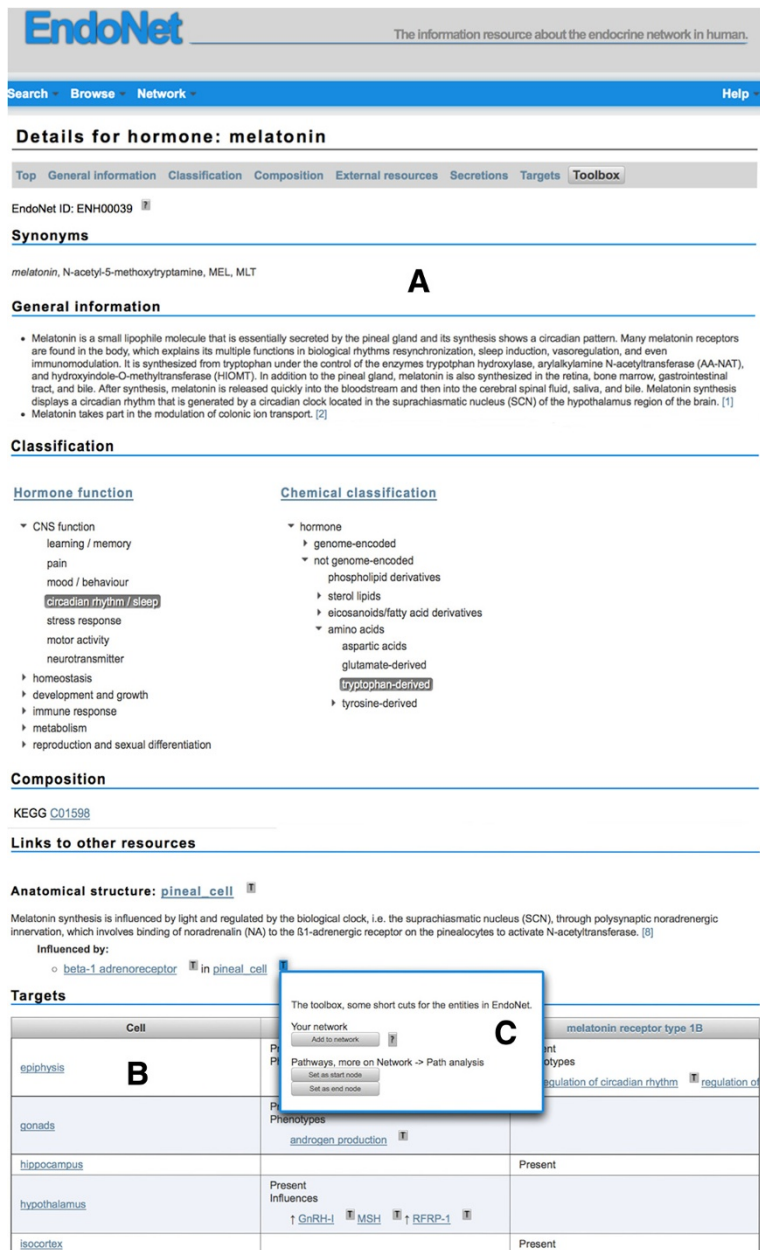 EndoNet
The information resource about the endocrine network in human.
Search Browse Network Help
Details for hormone: melatonin
Top General information Classification Composition External resources Secretions Targets Toolbox
EndoNet ID: ENH00039 ?
Synonyms
melatonin, N-acetyl-5-methoxytryptamine, MEL, MLT
A
General information
• Melatonin is a small lipophile molecule that is essentially secreted by the pineal gland and its synthesis shows a circadian pattern. Many melatonin receptors
are found in the body, which explains its multiple functions in biological rhythms resynchronization, sleep induction, vasoregulation, and even
immunomodulation. It is synthesized from tryptophan under the control of the enzymes trypotphan hydroxylase, arylalkylamine N-acetyltransferase (AA-NAT),
and hydroxyindole-O-methyltransferase (HIOMT). In addition to the pineal gland, melatonin is also synthesized in the retina, bone marrow, gastrointestinal
tract, and bile. After synthesis, melatonin is released quickly into the bloodstream and then into the cerebral spinal fluid, saliva, and bile. Melatonin synthesis
displays a circadian rhythm that is generated by a circadian clock located in the suprachiasmatic nucleus (SCN) of the hypothalamus region of the brain. [1]
• Melatonin takes part in the modulation of colonic ion transport. [2]
Classification
Hormone function
CNS function
learning / memory
pain
mood / behaviour
circadian rhythm / sleep
stress response
motor activity
neurotransmitter
homeostasis
development and growth
immune response
metabolism
reproduction and sexual differentiation
Chemical classification
hormone
genome-encoded
not genome-encoded
phospholipid derivatives
sterol lipids
eicosanoids/fatty acid derivatives
amino acids
aspartic acids
glutamate-derived
tryptophan-derived
tyrosine-derived
Composition
KEGG C01598
Links to other resources
Anatomical structure: pineal_cell T
Melatonin synthesis is influenced by light and regulated by the biological clock, i.e. the suprachiasmatic nucleus (SCN), through polysynaptic noradrenergic
innervation, which involves binding of noradrenalin (NA) to the ß1-adrenergic receptor on the pinealocytes to activate N-acetyltransferase. [8]
Influenced by:
beta-1 adrenoreceptor T in pineal_cell T
Targets
The toolbox, some short cuts for the entities in EndoNet.
Your network
Add to network ?
C
Pathways, more on Network -> Path analysis
Set as start node
Set as end node
Cell melatonin receptor type 1B
epiphysis
B
regulation of circadian rhythm T regulation of
gonads
Phenotypes
androgen production T
hippocampus Present
hypothalamus
Present
Influences
↑ GnRH-I T MSH T ↑ RFRP-1 T
isocortex Present